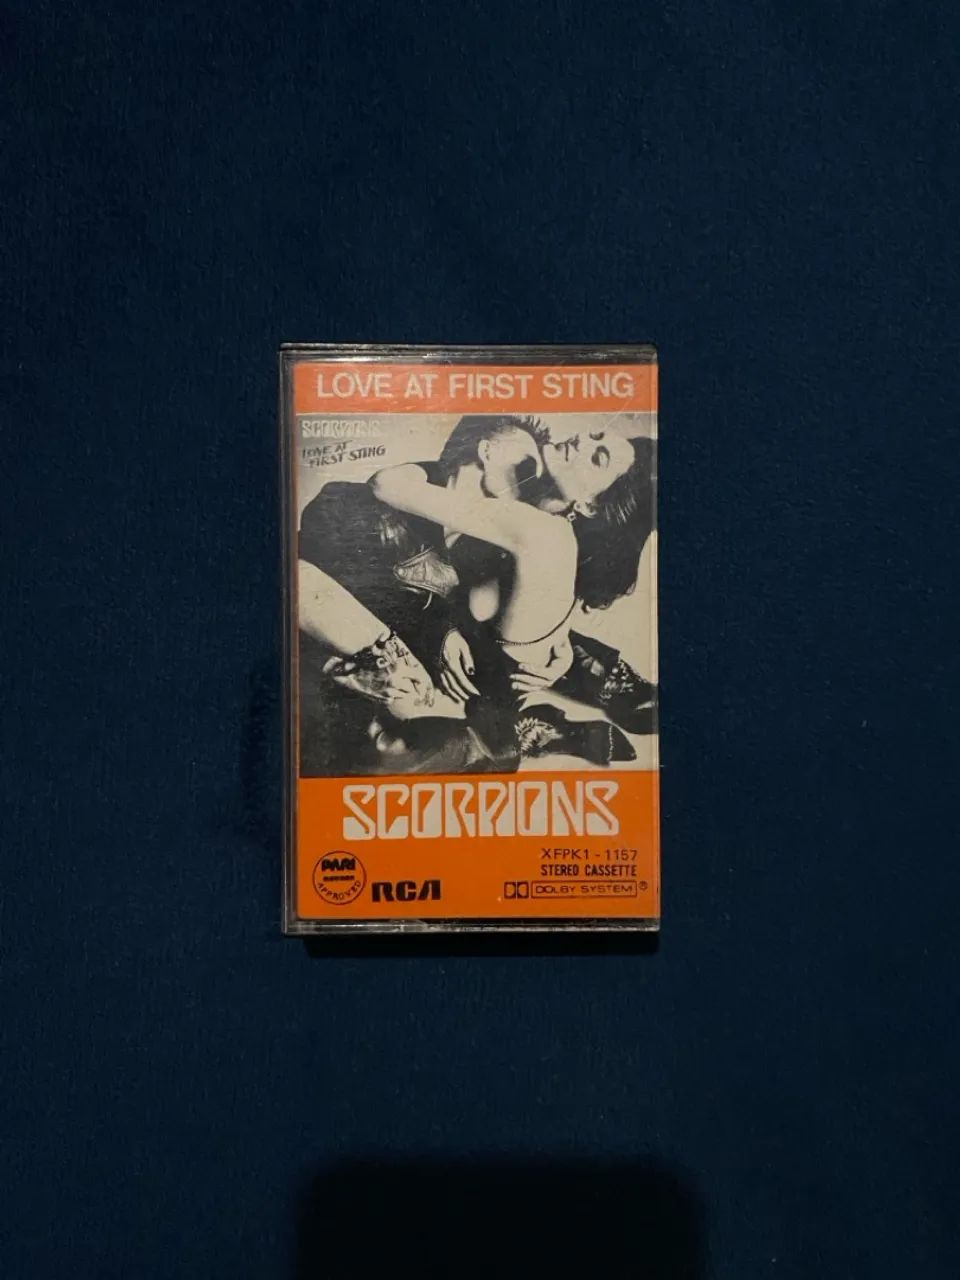 LOVE AT FIRST STING
SCORPIONS
LOVE AT
FIRST STING
SCORPIONS
XFPK1-1157
STEREO CASSETTE
DOLBY SYSTEM®
PARI
APPROVED
RCA